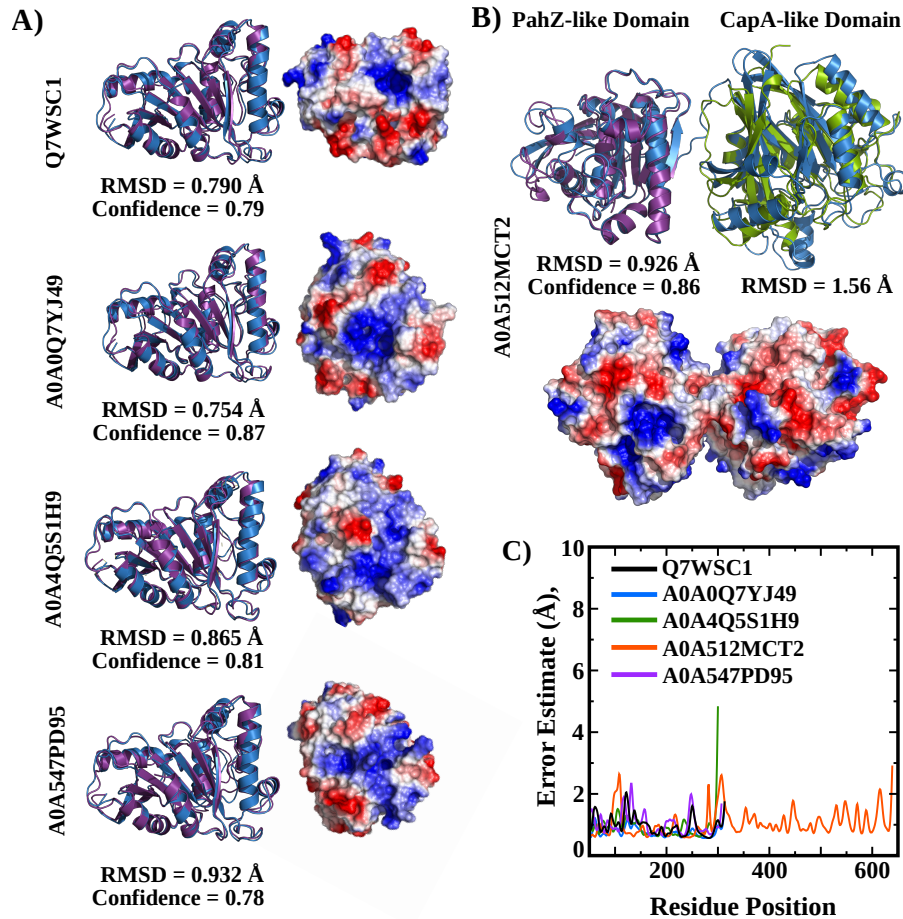 A)
Q7WSC1
RMSD = 0.790 Å
Confidence = 0.79
A0A0Q7YJ49
RMSD = 0.754 Å
Confidence = 0.87
A0A4Q5S1H9
RMSD = 0.865 Å
Confidence = 0.81
A0A547PD95
RMSD = 0.932 Å
Confidence = 0.78
B)
PahZ-like Domain
CapA-like Domain
A0A512MCT2
RMSD = 0.926 Å
Confidence = 0.86
RMSD = 1.56 Å
C)
Error Estimate (Å),
10
8
6
4
2
0
Q7WSC1
A0A0Q7YJ49
A0A4Q5S1H9
A0A512MCT2
A0A547PD95
200
400
600
Residue Position